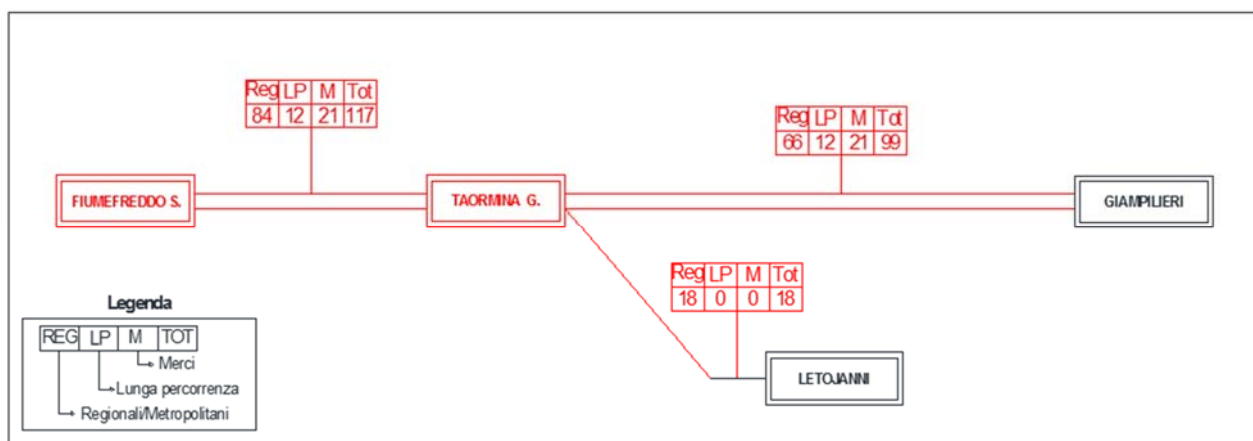 Reg LP M Tot
84 12 21 117
Reg LP M Tot
66 12 21 99
FIUMEFREDDO S.
TAORMINA G.
GIAMPILIERI
Reg LP M Tot
18 0 0 18
LETOJANNI
Legenda
REG LP M TOT
Merci
Lunga percorrenza
Regionali/Metropolitani